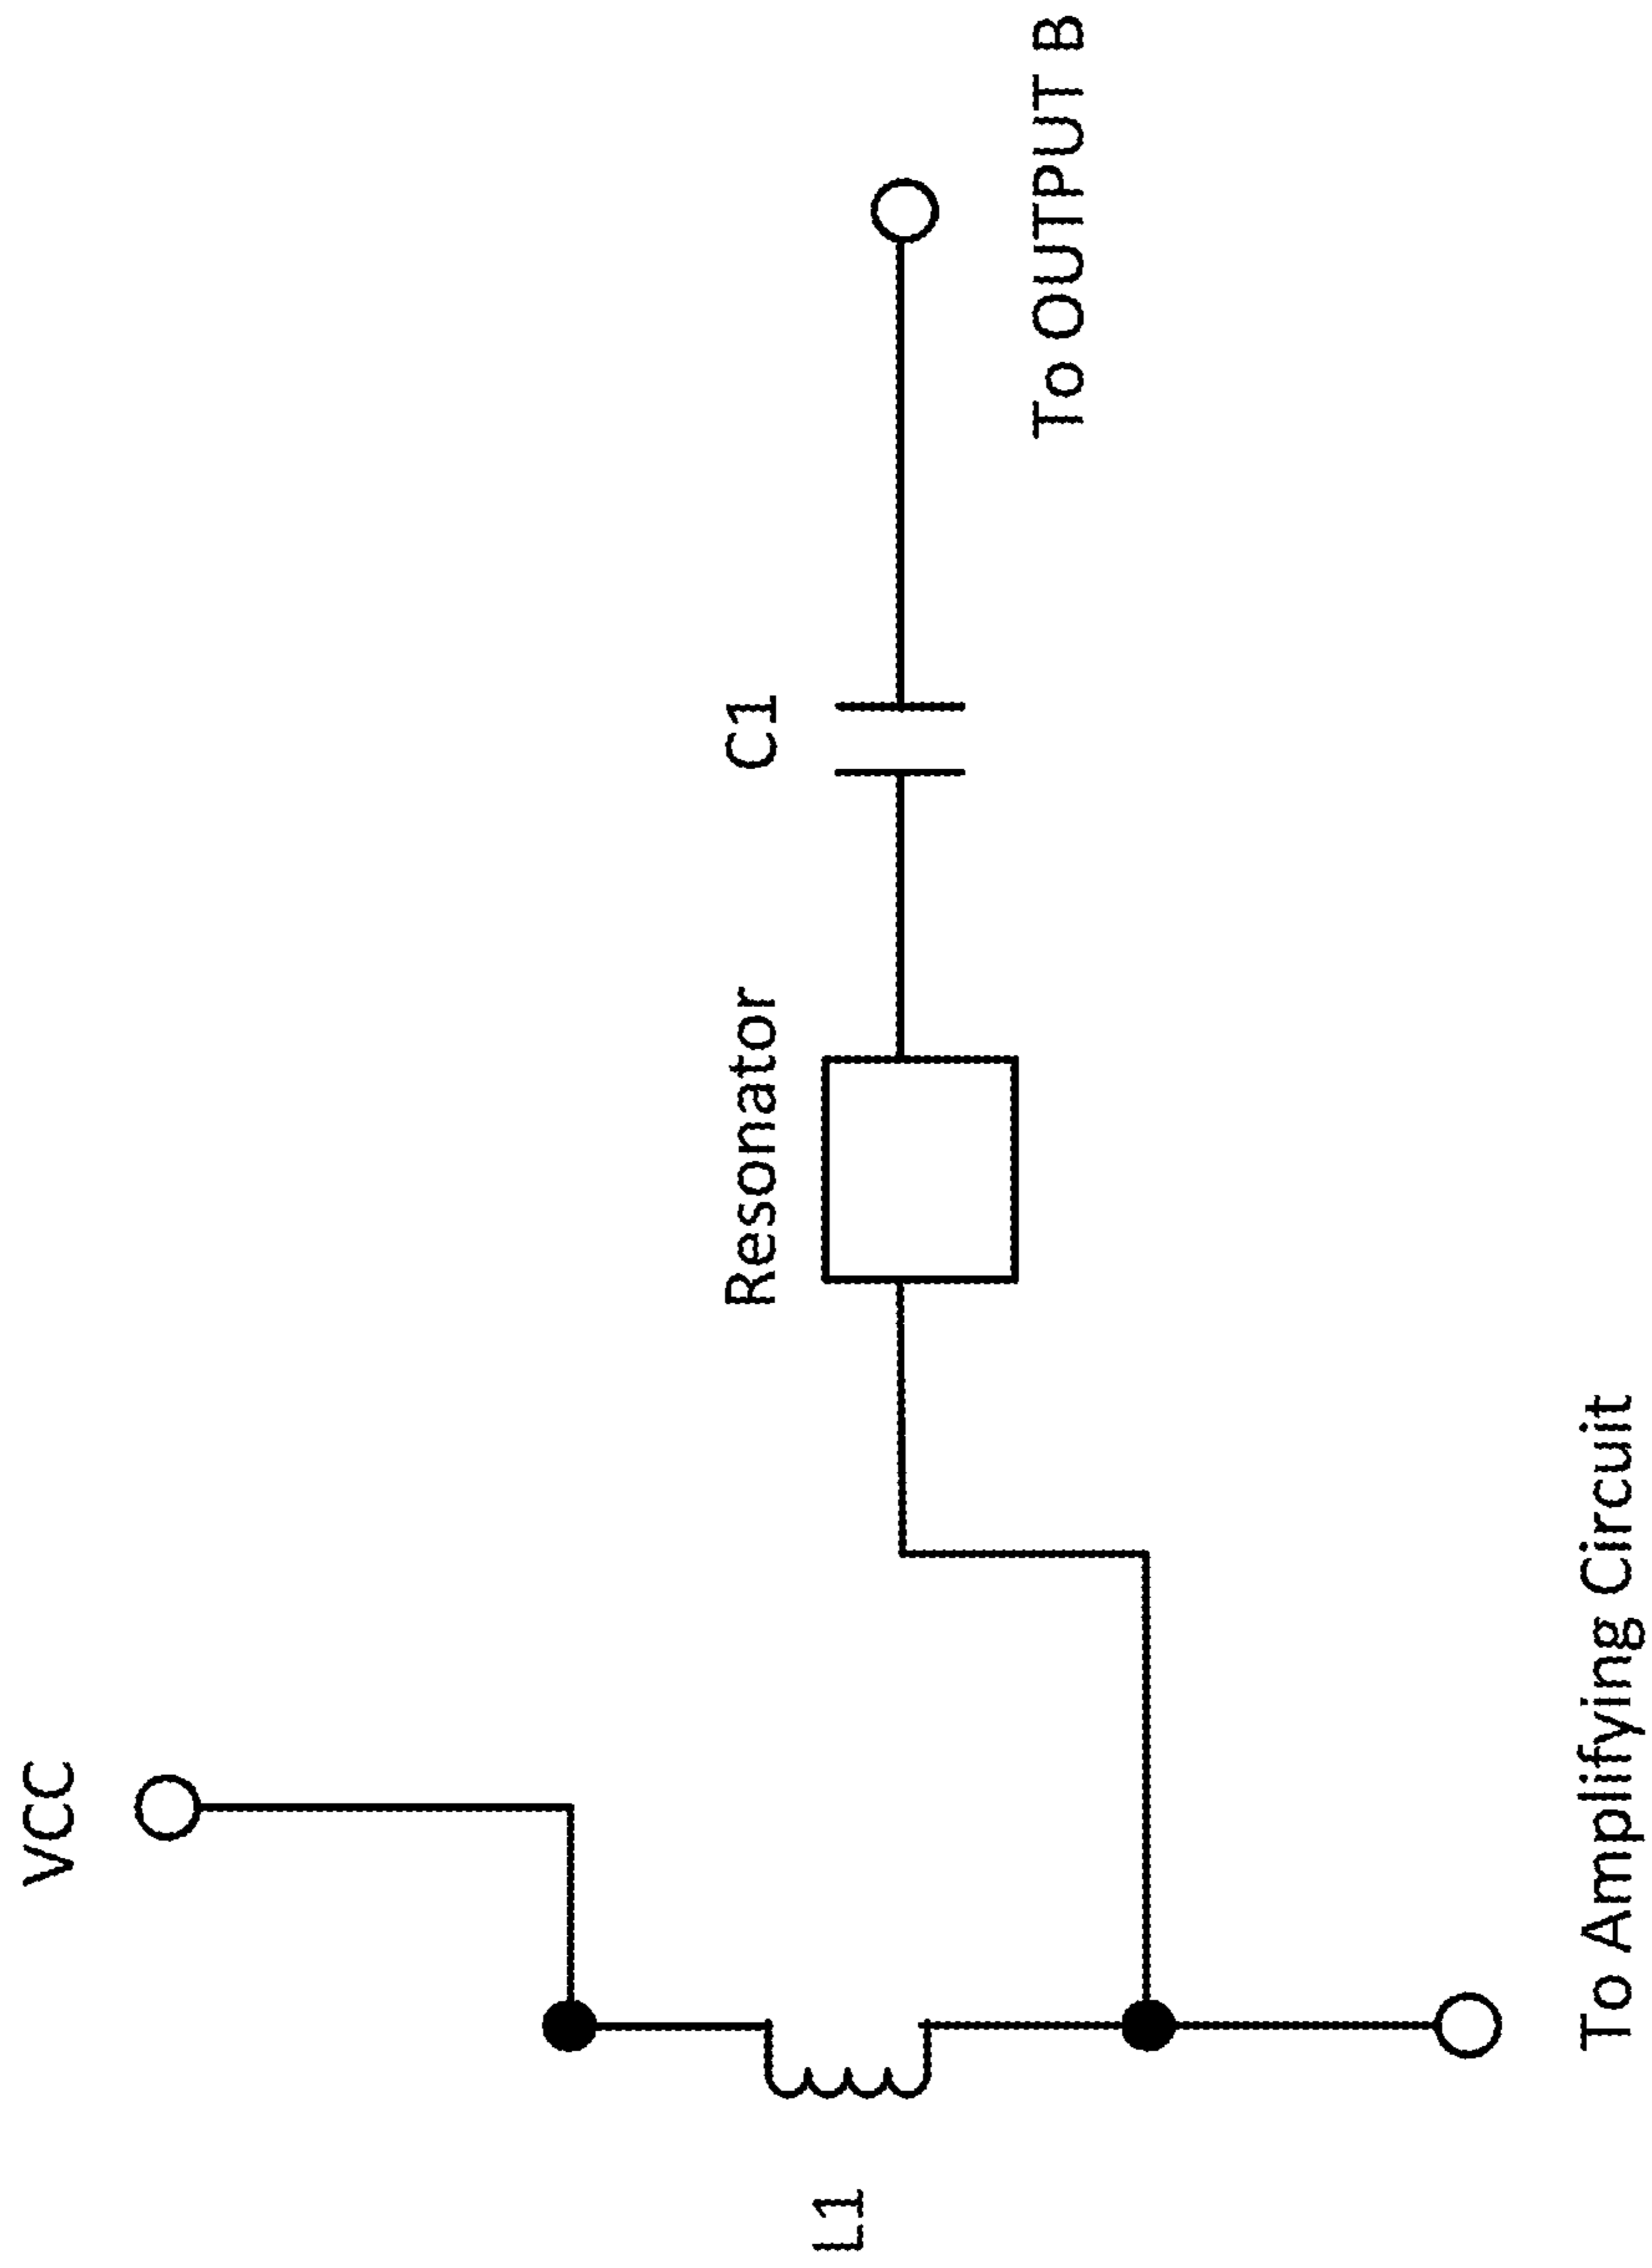 VCC
L1
Resonator
C1
To OUTPUT B
To Amplifying Circuit